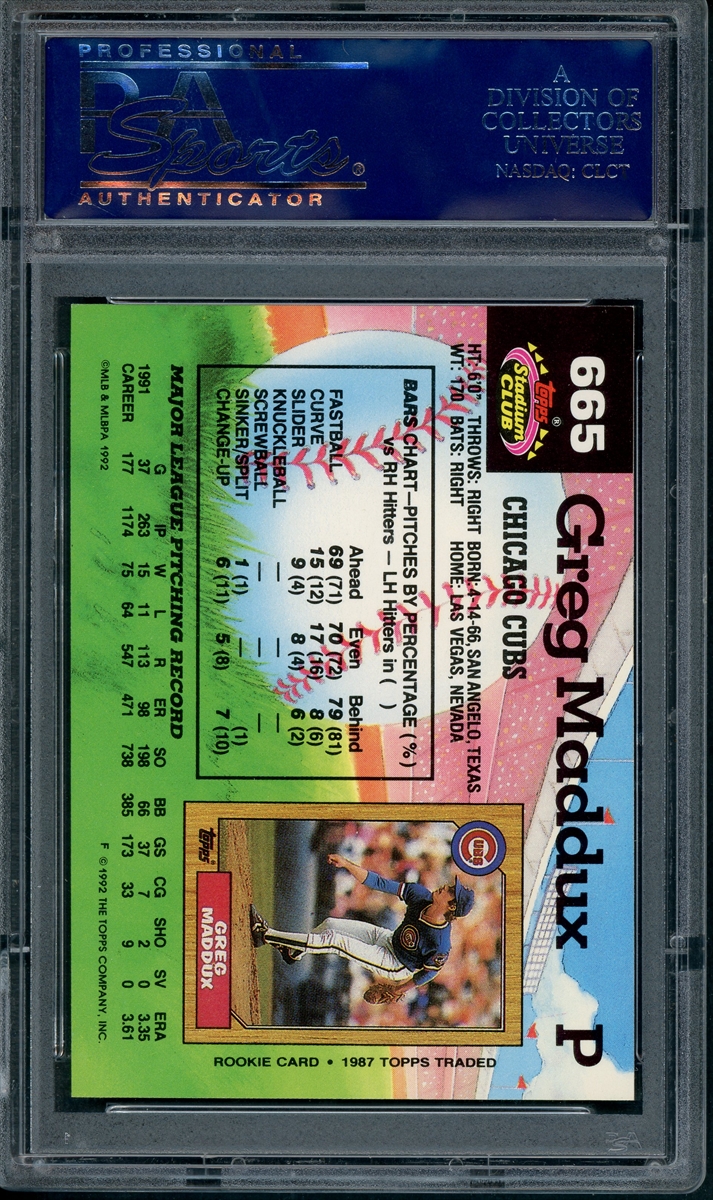 PROFESSIONAL
PSA
Sports®
AUTHENTICATOR
A
DIVISION OF
COLLECTORS
UNIVERSE
NASDAQ: CLCT
665 Greg Maddux P
Topps®
Stadium
CLUB
CHICAGO CUBS
HT: 6'0" THROWS: RIGHT BORN: 4-14-66, SAN ANGELO, TEXAS
WT: 170 BATS: RIGHT HOME: LAS VEGAS, NEVADA
BARS CHART—PITCHES BY PERCENTAGE (%)
Vs RH Hitters — LH Hitters in ( )
Ahead Even Behind
FASTBALL 69 (71) 70 (72) 79 (81)
CURVE 15 (12) 17 (16) 8 (6)
SLIDER 9 (4) 8 (4) 6 (2)
KNUCKLEBALL — — —
SCREWBALL — — —
SINKER/SPLIT 1 (1) — (1)
CHANGE-UP 6 (11) 5 (8) 7 (10)
MAJOR LEAGUE PITCHING RECORD
G IP W L R ER SO BB GS CG SHO SV ERA
1991 37 263 15 11 113 98 198 66 37 7 2 0 3.35
CAREER 177 1174 75 64 547 471 738 385 173 33 9 0 3.61
©MLB & MLBPA 1992
F © 1992 THE TOPPS COMPANY, INC.
CUBS
Topps
GREG
MADDUX
ROOKIE CARD • 1987 TOPPS TRADED
PSA